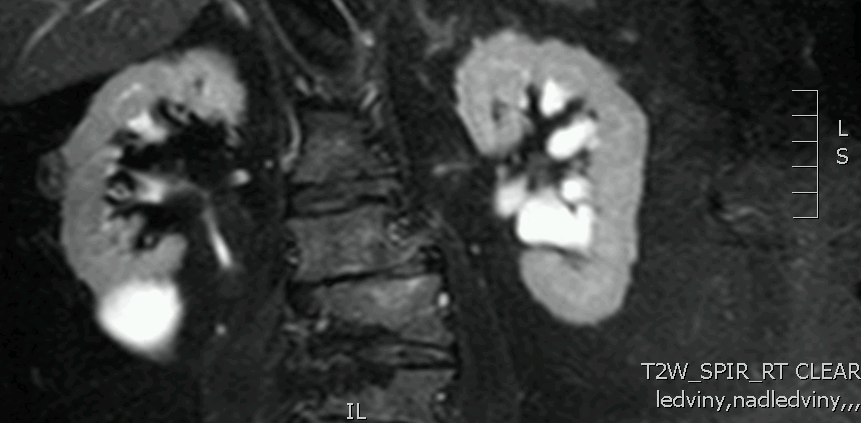 L
S
T2W_SPIR_RT CLEAR
ledviny,nadledviny,,,
IL